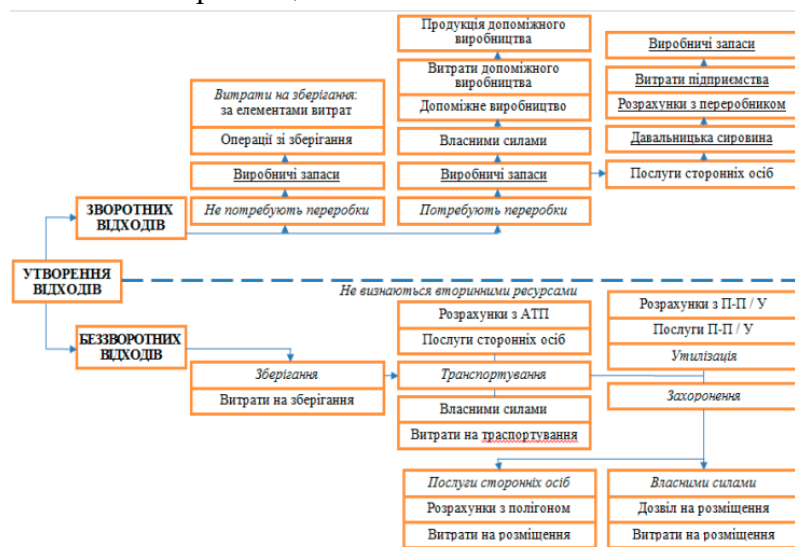 Продукція допоміжного
виробництва
Витрати допоміжного
виробництва
Допоміжне виробництво
Власними силами
Виробничі запаси
Потребують переробки
Виробничі запаси
Витрати підприємства
Розрахунки з переробником
Давальницька сировина
Послуги сторонніх осіб
Витрати на зберігання:
за елементами витрат
Операції зі зберігання
Виробничі запаси
Не потребують переробки
ЗВОРОТНИХ
ВІДХОДІВ
УТВОРЕННЯ
ВІДХОДІВ
Не визнаються вторинними ресурсами
БЕЗЗВОРОТНИХ
ВІДХОДІВ
Зберігання
Витрати на зберігання
Розрахунки з АТП
Послуги сторонніх осіб
Транспортування
Власними силами
Витрати на траспортування
Розрахунки з П-П / У
Послуги П-П / У
Утилізація
Захоронення
Послуги сторонніх осіб
Розрахунки з полігоном
Витрати на розміщення
Власними силами
Дозвіл на розміщення
Витрати на розміщення